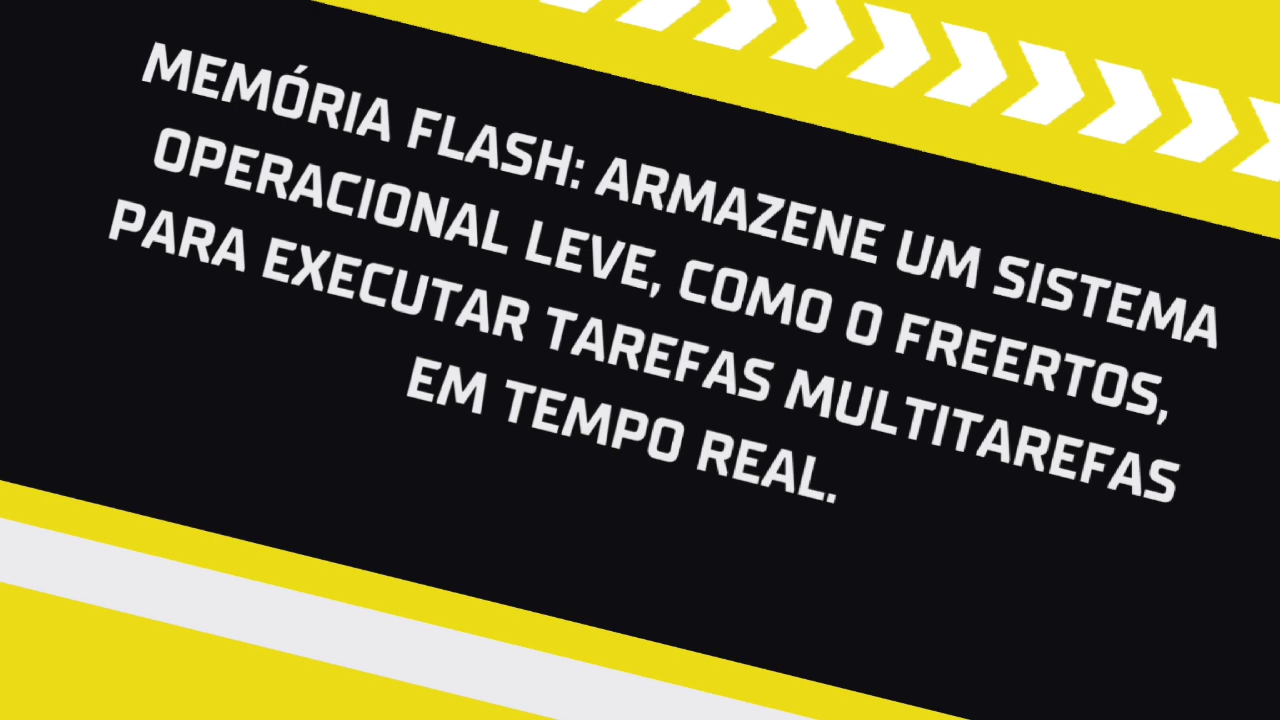 MEMÓRIA FLASH: ARMAZENE UM SISTEMA
OPERACIONAL LEVE, COMO O FREERTOS,
PARA EXECUTAR TAREFAS MULTITAREFAS
EM TEMPO REAL.